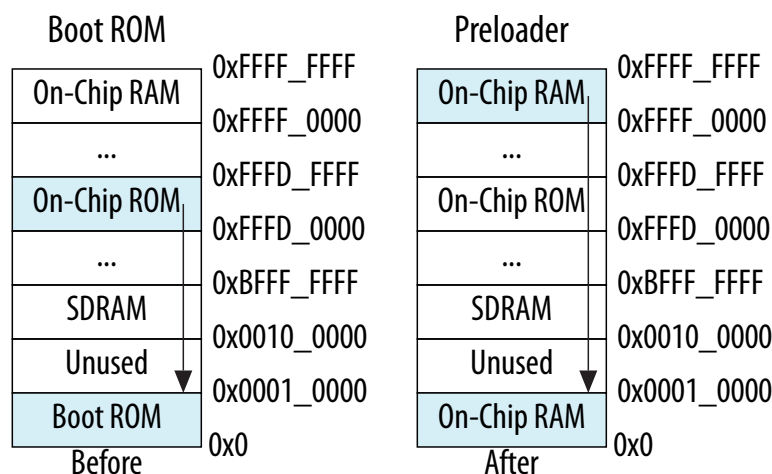 Boot ROM
0xFFFF_FFFF
On-Chip RAM
0xFFFF_0000
...
0xFFFD_FFFF
On-Chip ROM
0xFFFD_0000
...
0xBFFF_FFFF
SDRAM
0x0010_0000
Unused
0x0001_0000
Boot ROM
0x0
Before
Preloader
0xFFFF_FFFF
On-Chip RAM
0xFFFF_0000
...
0xFFFD_FFFF
On-Chip ROM
0xFFFD_0000
...
0xBFFF_FFFF
SDRAM
0x0010_0000
Unused
0x0001_0000
On-Chip RAM
0x0
After